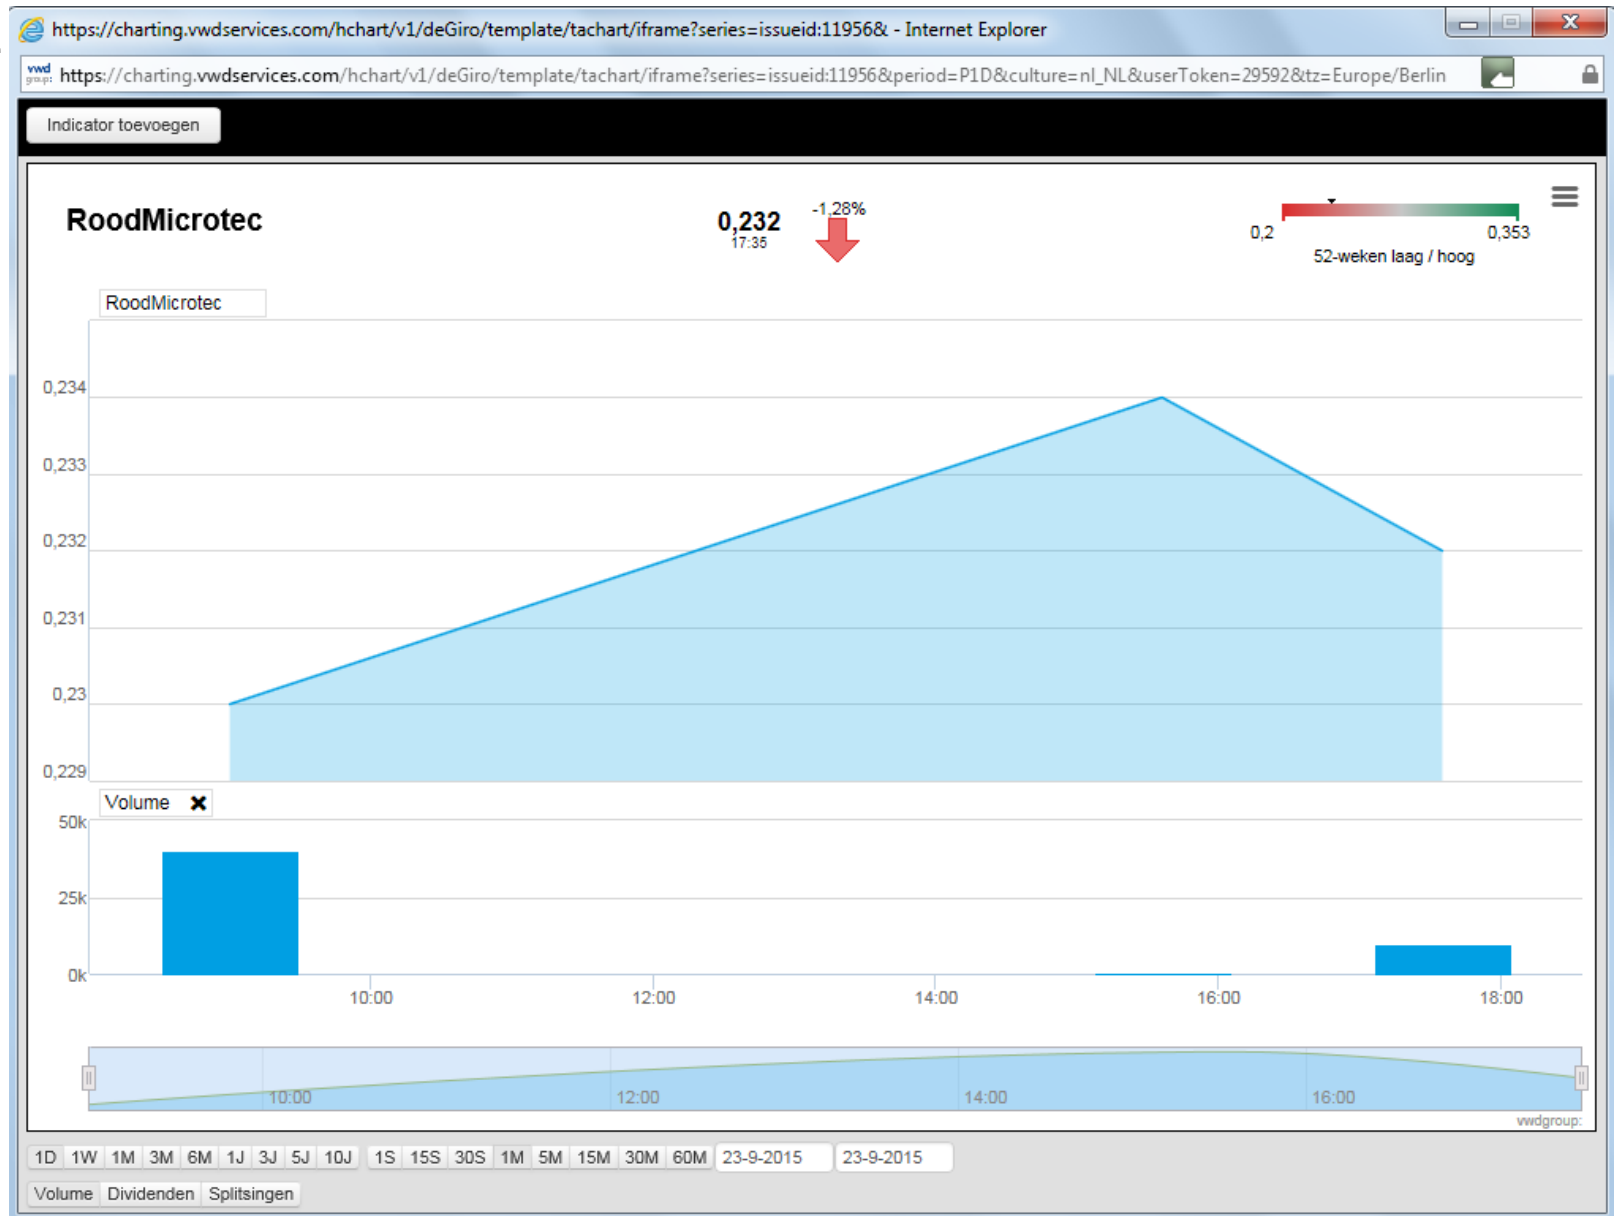 https://charting.vwdservices.com/hchart/v1/deGiro/template/tachart/iframe?series=issueid:11956& - Internet Explorer
vwd group: https://charting.vwdservices.com/hchart/v1/deGiro/template/tachart/iframe?series=issueid:11956&period=P1D&culture=nl_NL&userToken=29592&tz=Europe/Berlin
Indicator toevoegen
RoodMicrotec
0,232
17:35
-1,28%
0,2 0,353
52-weken laag / hoog
RoodMicrotec
0,234
0,233
0,232
0,231
0,23
0,229
Volume
50k
25k
0k
10:00 12:00 14:00 16:00 18:00
10:00 12:00 14:00 16:00
vwdgroup:
1D 1W 1M 3M 6M 1J 3J 5J 10J 1S 15S 30S 1M 5M 15M 30M 60M 23-9-2015 23-9-2015
Volume Dividenden Splitsingen